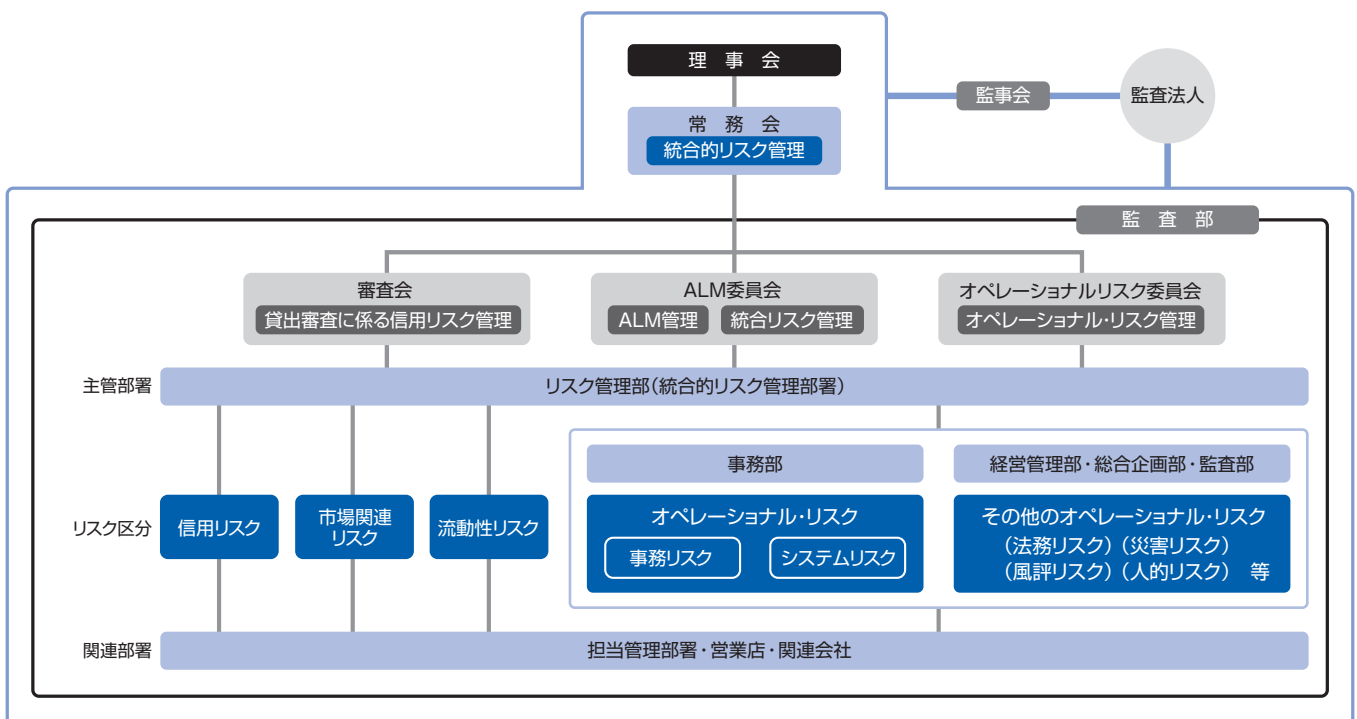 理事会
監事会
監査法人
常務会
統合的リスク管理
監査部
審査会
貸出審査に係る信用リスク管理
ALM委員会
ALM管理
統合リスク管理
オペレーショナルリスク委員会
オペレーショナル・リスク管理
主管部署
リスク管理部(統合的リスク管理部署)
事務部
経営管理部・総合企画部・監査部
リスク区分
信用リスク
市場関連
リスク
流動性リスク
オペレーショナル・リスク
事務リスク
システムリスク
その他のオペレーショナル・リスク
(法務リスク)(災害リスク)
(風評リスク)(人的リスク) 等
関連部署
担当管理部署・営業店・関連会社